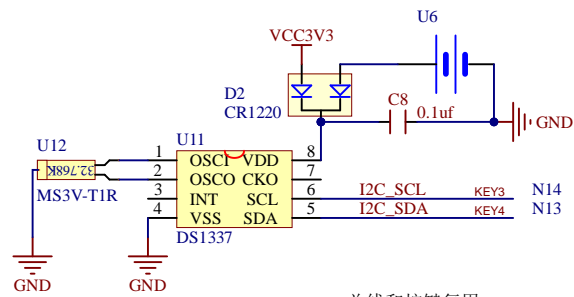 U6
VCC3V3
D2
CR1220
C8
0.1uf
GND
U12
32.768K
MS3V-T1R
U11
1 OSCI VDD 8
2 OSCO CKO 7
3 INT SCL 6 I2C_SCL KEY3 N14
4 VSS SDA 5 I2C_SDA KEY4 N13
DS1337
GND
GND